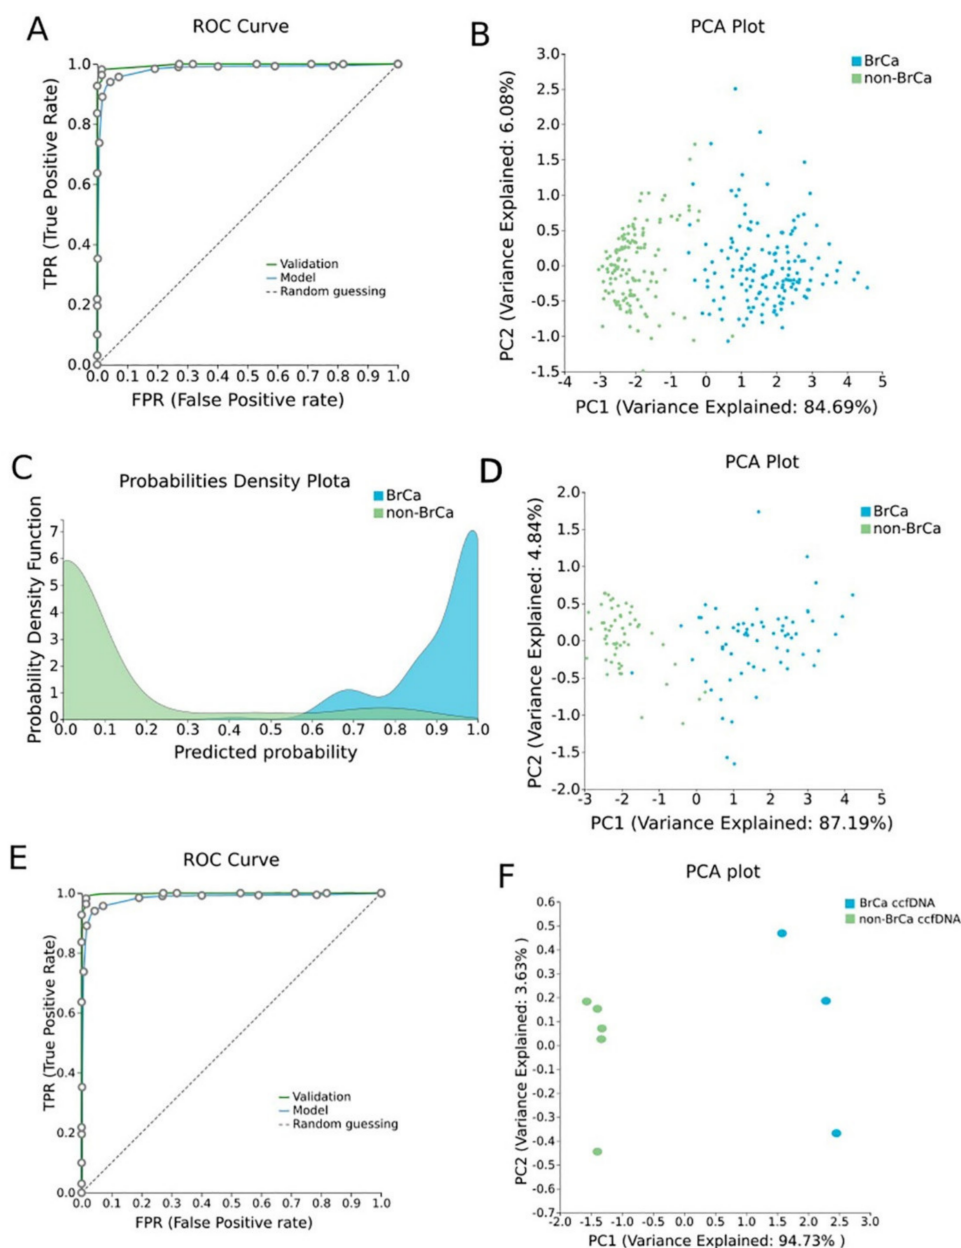 A
ROC Curve
TPR (True Positive Rate)
1.0
0.8
0.6
0.4
0.2
0.0
Validation
Model
Random guessing
0.0 0.1 0.2 0.3 0.4 0.5 0.6 0.7 0.8 0.9 1.0
FPR (False Positive rate)
B
PCA Plot
BrCa
non-BrCa
PC2 (Variance Explained: 6.08%)
3.0
2.5
2.0
1.5
1.0
0.5
0.0
-0.5
-1.0
-1.5
-4 -3 -2 -1 0 1 2 3 4 5
PC1 (Variance Explained: 84.69%)
C
Probabilities Density Plota
BrCa
non-BrCa
Probability Density Function
7
6
5
4
3
2
1
0
0.0 0.1 0.2 0.3 0.4 0.5 0.6 0.7 0.8 0.9 1.0
Predicted probability
D
PCA Plot
BrCa
non-BrCa
PC2 (Variance Explained: 4.84%)
2.0
1.5
1.0
0.5
0.0
-0.5
-1.0
-1.5
-2.0
-3 -2 -1 0 1 2 3 4 5
PC1 (Variance Explained: 87.19%)
E
ROC Curve
TPR (True Positive Rate)
1.0
0.8
0.6
0.4
0.2
0.0
Validation
Model
Random guessing
0.0 0.1 0.2 0.3 0.4 0.5 0.6 0.7 0.8 0.9 1.0
FPR (False Positive rate)
F
PCA plot
BrCa ccfDNA
non-BrCa ccfDNA
PC2 (Variance Explained: 3.63% )
0.6
0.5
0.4
0.3
0.2
0.1
0.0
-0.1
-0.2
-0.3
-0.4
-0.5
-0.6
-0.7
-2.0 -1.5 -1.0 -0.5 0.0 0.5 1.0 1.5 2.0 2.5 3.0
PC1 (Variance Explained: 94.73% )